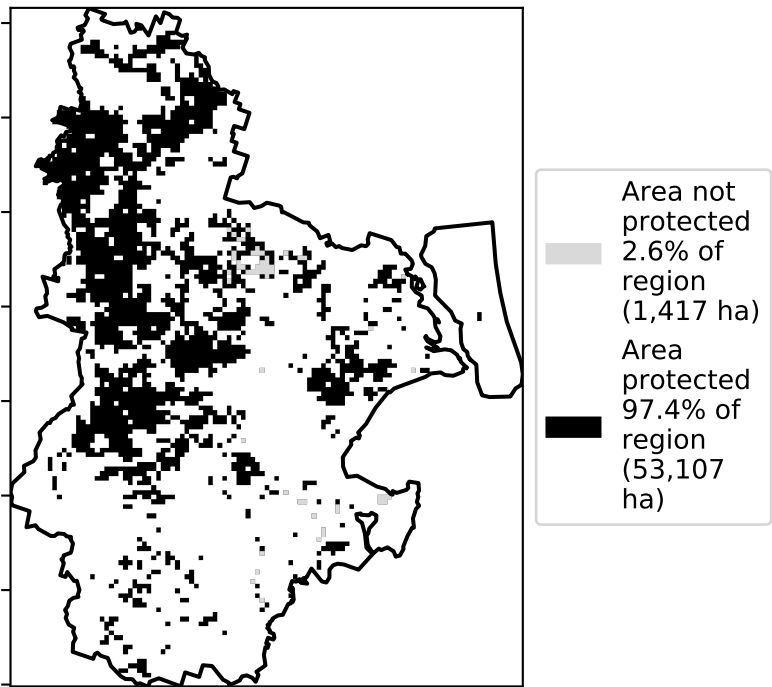 Area not
protected
2.6% of
region
(1,417 ha)
Area
protected
97.4% of
region
(53,107
ha)